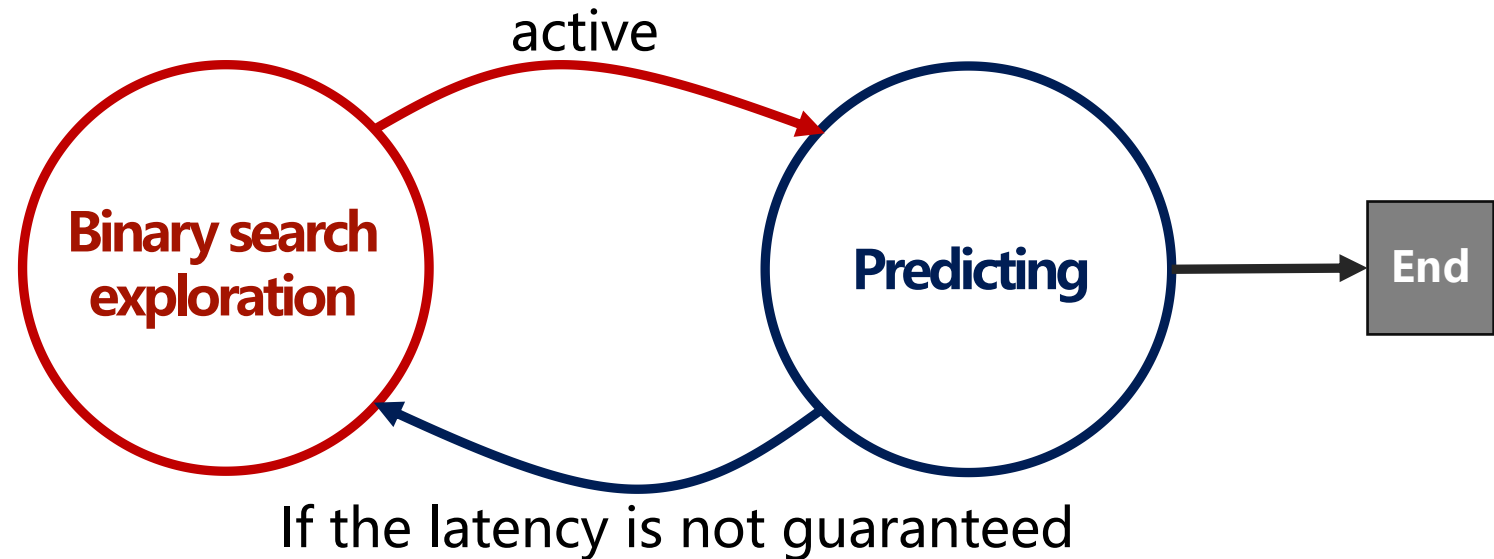 active
Binary search
exploration
Predicting
End
If the latency is not guaranteed